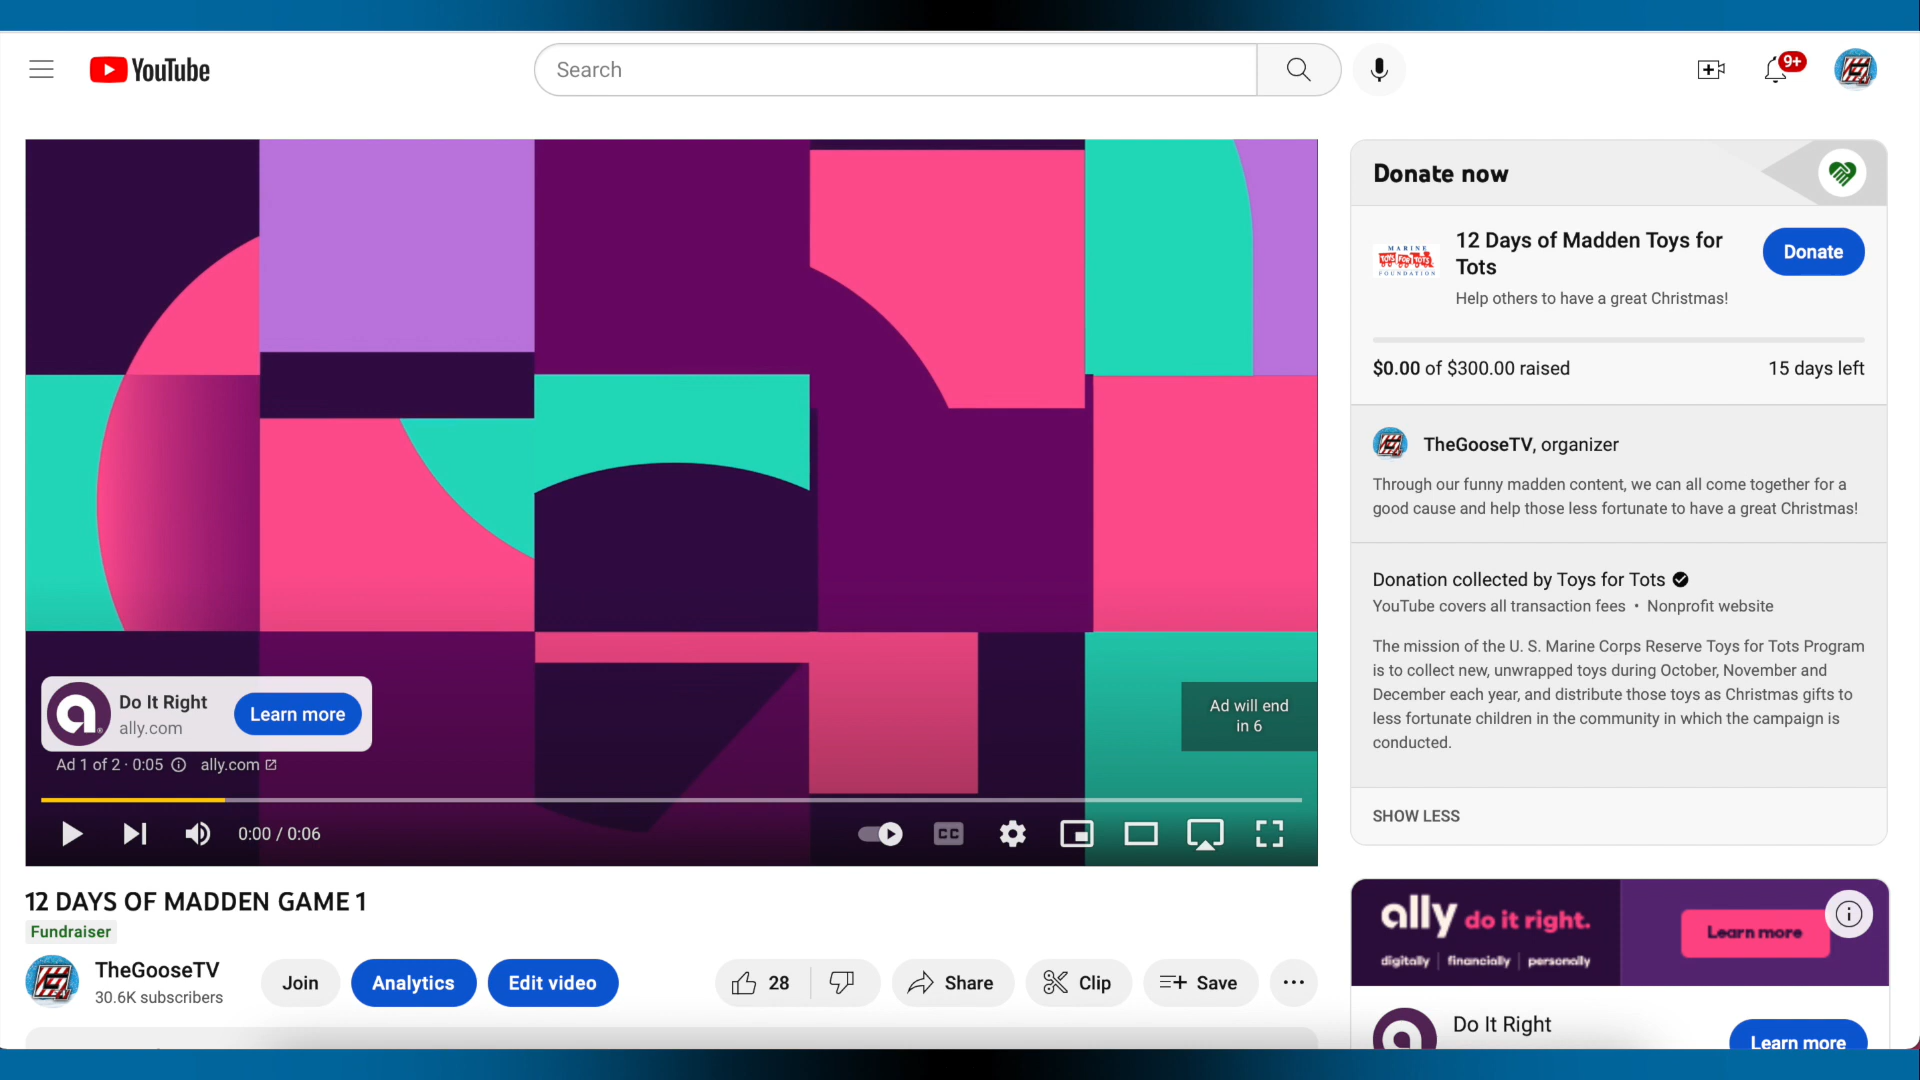 YouTube
Search
9+
Do It Right
ally.com
Learn more
Ad will end
in 6
Ad 1 of 2 · 0:05
ally.com
0:00 / 0:06
CC
12 DAYS OF MADDEN GAME 1
Fundraiser
TheGooseTV
30.6K subscribers
Join
Analytics
Edit video
28
Share
Clip
Save
Donate now
MARINE
TOYS FOR TOTS
FOUNDATION
12 Days of Madden Toys for
Tots
Help others to have a great Christmas!
Donate
$0.00 of $300.00 raised
15 days left
TheGooseTV, organizer
Through our funny madden content, we can all come together for a
good cause and help those less fortunate to have a great Christmas!
Donation collected by Toys for Tots
YouTube covers all transaction fees • Nonprofit website
The mission of the U. S. Marine Corps Reserve Toys for Tots Program
is to collect new, unwrapped toys during October, November and
December each year, and distribute those toys as Christmas gifts to
less fortunate children in the community in which the campaign is
conducted.
SHOW LESS
ally do it right.
digitally | financially | personally
Learn more
Do It Right
Learn more